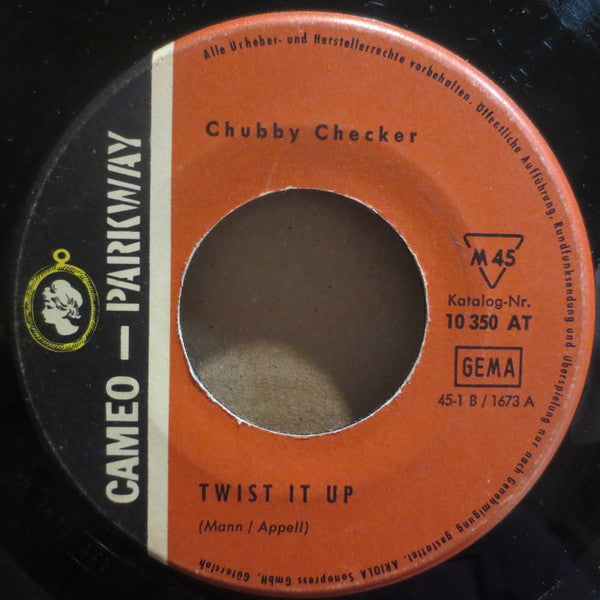 Alle Urheber- und Herstellerrechte vorbehalten. Öffentliche Aufführung, Rundfunksendung und Überspielung nur nach Genehmigung gestattet. ARIOLA Sonopress GmbH., Gütersloh
CAMEO — PARKWAY
Chubby Checker
M 45
Katalog-Nr.
10 350 AT
GEMA
45-1 B / 1673 A
TWIST IT UP
(Mann / Appell)